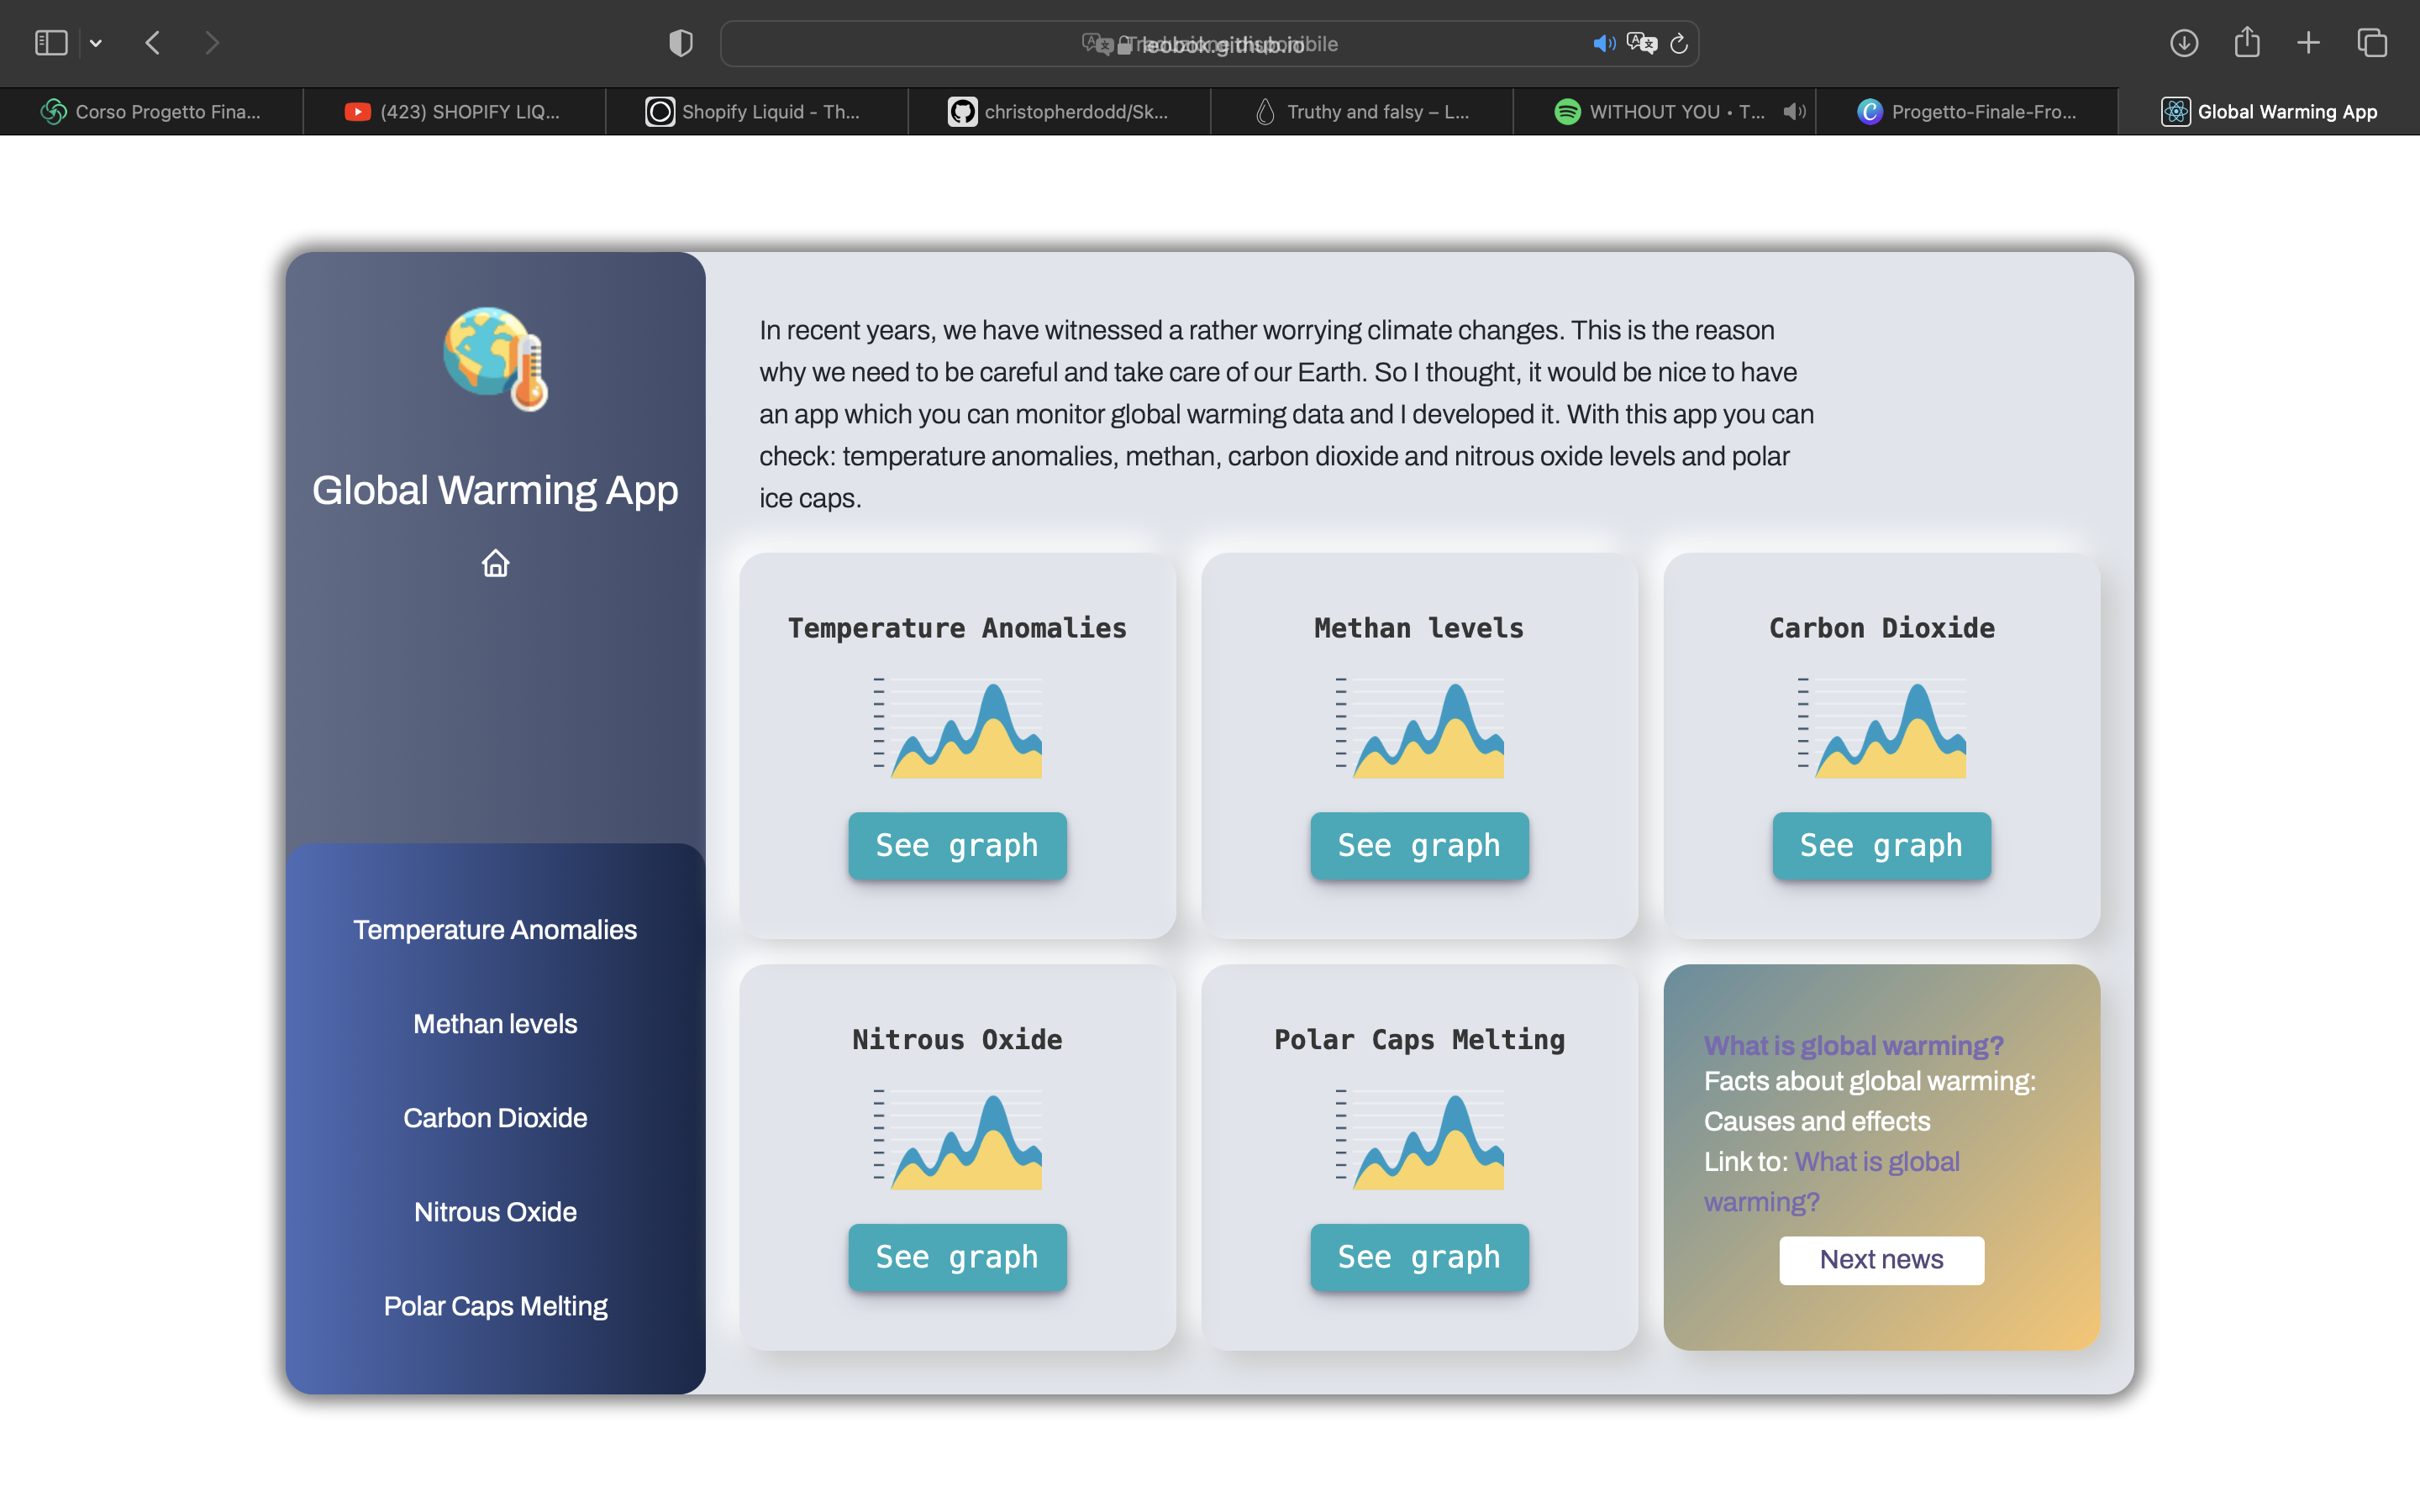 Corso Progetto Fina...
(423) SHOPIFY LIQ...
Shopify Liquid - Th...
christopherdodd/Sk...
Truthy and falsy – L...
WITHOUT YOU • T...
Progetto-Finale-Fro...
Global Warming App
Global Warming App
In recent years, we have witnessed a rather worrying climate changes. This is the reason
why we need to be careful and take care of our Earth. So I thought, it would be nice to have
an app which you can monitor global warming data and I developed it. With this app you can
check: temperature anomalies, methan, carbon dioxide and nitrous oxide levels and polar
ice caps.
Temperature Anomalies
See graph
Methan levels
See graph
Carbon Dioxide
See graph
Nitrous Oxide
See graph
Polar Caps Melting
See graph
What is global warming?
Facts about global warming:
Causes and effects
Link to: What is global
warming?
Next news
Temperature Anomalies
Methan levels
Carbon Dioxide
Nitrous Oxide
Polar Caps Melting